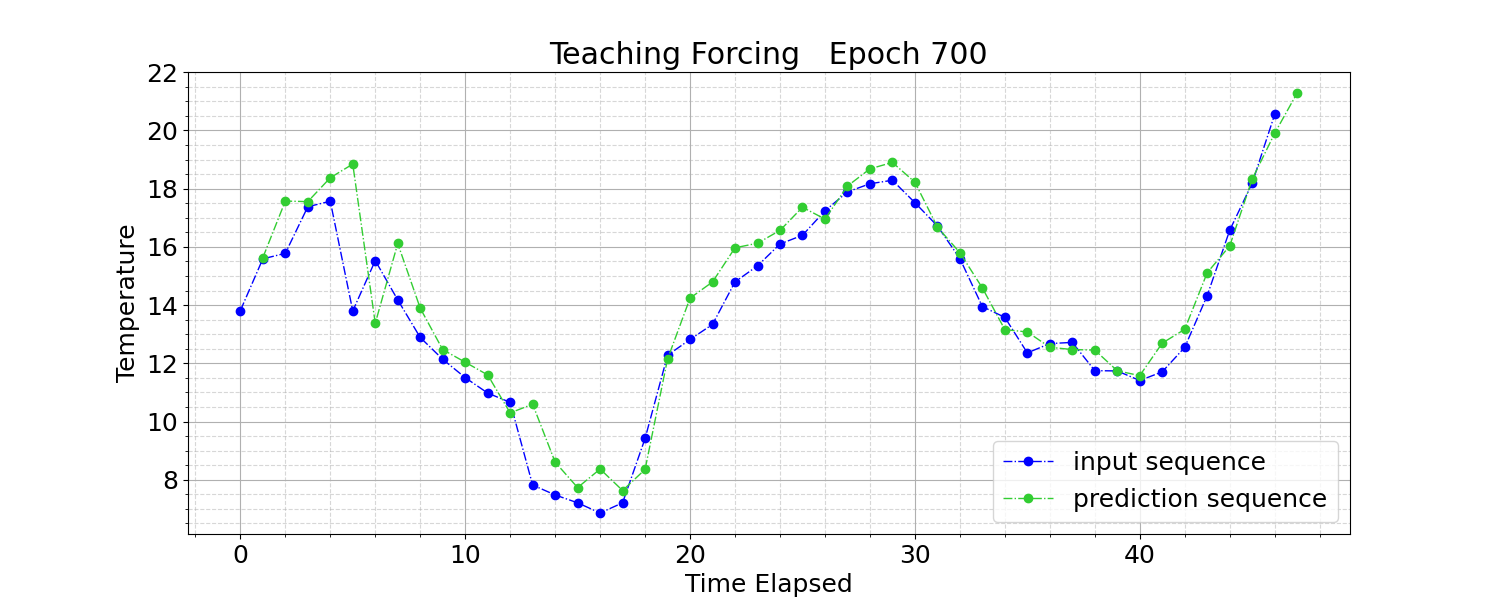 Teaching Forcing   Epoch 700
22
20
18
16
14
12
10
8
Temperature
0 10 20 30 40
Time Elapsed
input sequence
prediction sequence